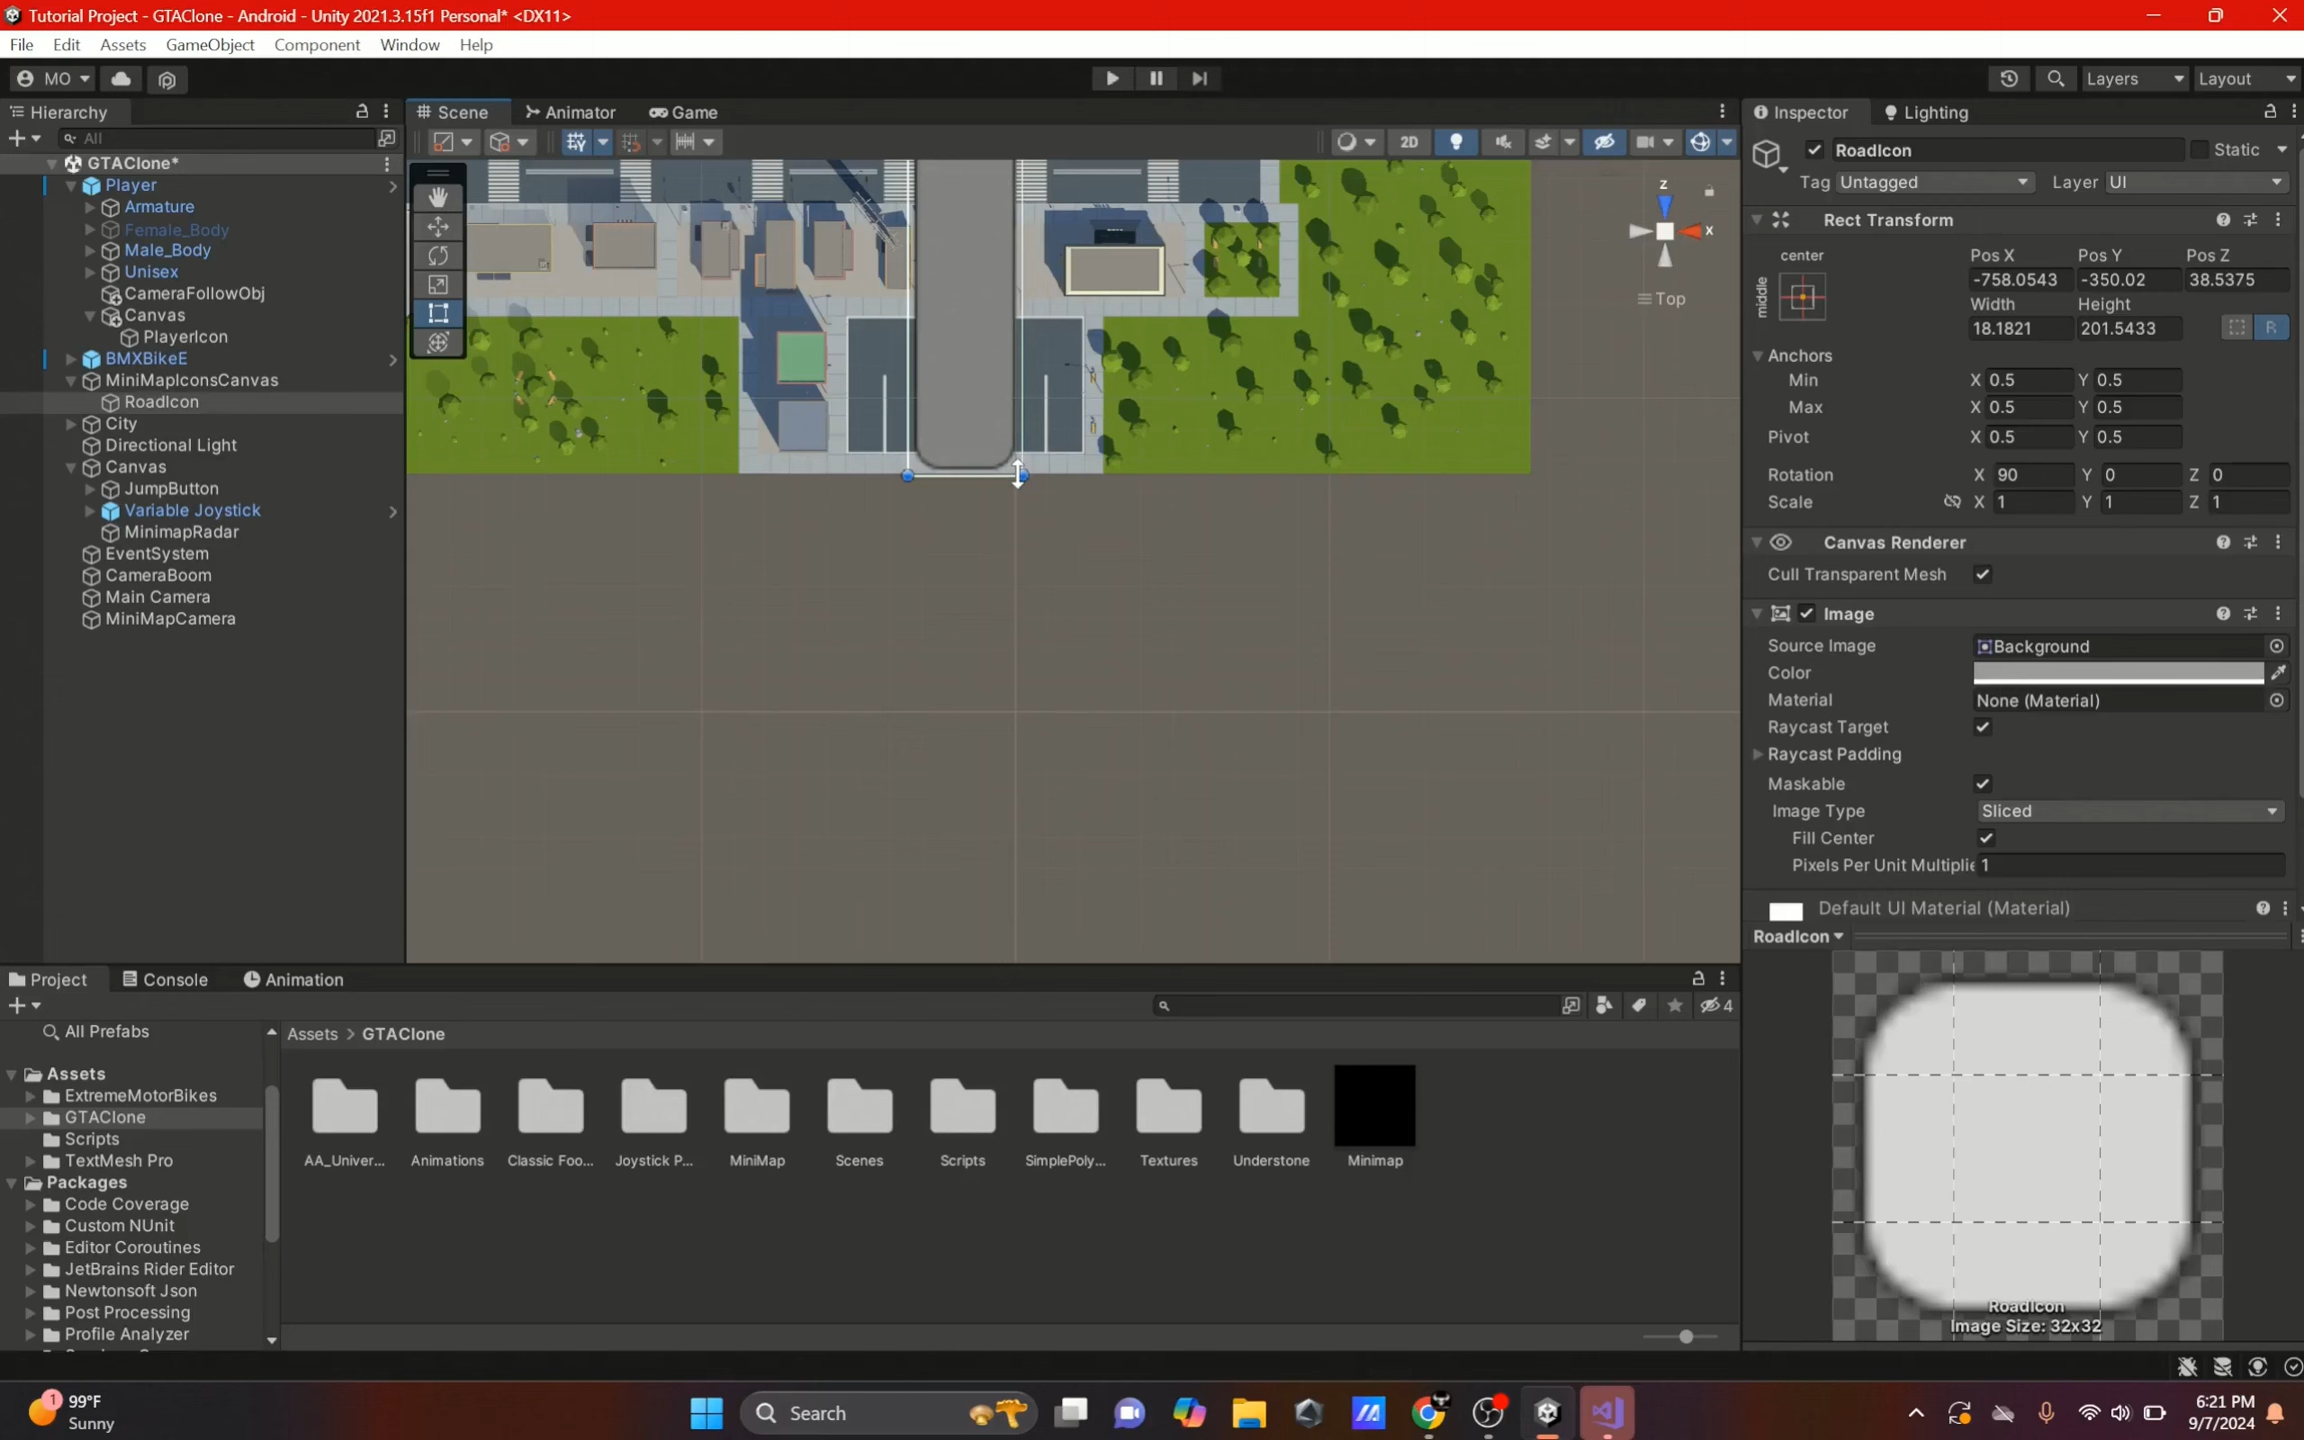 Tutorial Project - GTAClone - Android - Unity 2021.3.15f1 Personal* <DX11>
File Edit Assets GameObject Component Window Help
MO
Layers
Layout
Hierarchy
All
GTAClone*
Player
Armature
Female_Body
Male_Body
Unisex
CameraFollowObj
Canvas
PlayerIcon
BMXBikeE
MiniMapIconsCanvas
RoadIcon
City
Directional Light
Canvas
JumpButton
Variable Joystick
MinimapRadar
EventSystem
CameraBoom
Main Camera
MiniMapCamera
Scene Animator Game
2D
z
x
Top
Inspector Lighting
RoadIcon
Static
Tag Untagged Layer UI
Rect Transform
center
middle
Pos X Pos Y Pos Z
-758.0543 -350.02 38.5375
Width Height
18.1821 201.5433
R
Anchors
Min X 0.5 Y 0.5
Max X 0.5 Y 0.5
Pivot X 0.5 Y 0.5
Rotation X 90 Y 0 Z 0
Scale X 1 Y 1 Z 1
Canvas Renderer
Cull Transparent Mesh
Image
Source Image Background
Color
Material None (Material)
Raycast Target
Raycast Padding
Maskable
Image Type Sliced
Fill Center
Pixels Per Unit Multiplie 1
Default UI Material (Material)
RoadIcon
RoadIcon
Image Size: 32x32
Project Console Animation
4
All Prefabs
Assets
ExtremeMotorBikes
GTAClone
Scripts
TextMesh Pro
Packages
Code Coverage
Custom NUnit
Editor Coroutines
JetBrains Rider Editor
Newtonsoft Json
Post Processing
Profile Analyzer
Assets > GTAClone
AA_Univer... Animations Classic Foo... Joystick P... MiniMap Scenes Scripts SimplePoly... Textures Understone Minimap
1
99°F
Sunny
Search
6:21 PM
9/7/2024